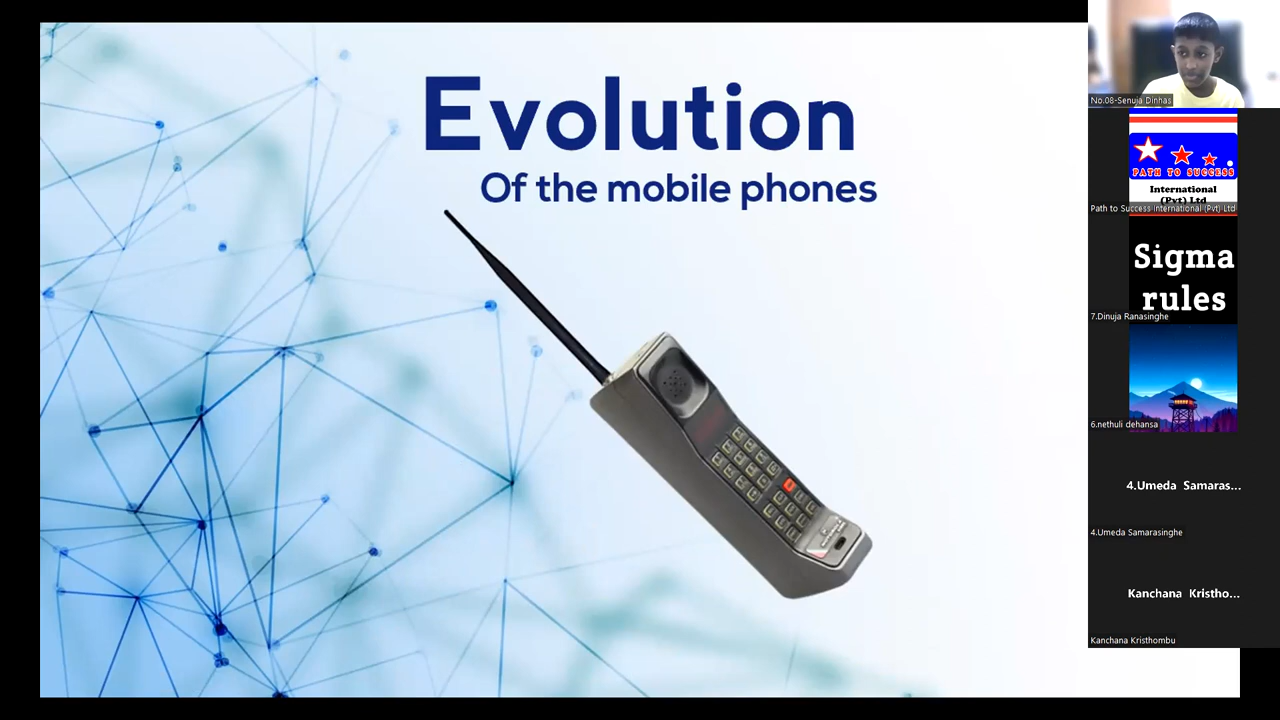 Evolution
Of the mobile phones
No.08-Senuja Dinhas
PATH TO SUCCESS
International
(Pvt) Ltd
Path to Success International (Pvt) Ltd
Sigma
rules
7.Dinuja Ranasinghe
6.nethuli dehansa
4.Umeda Samaras...
4.Umeda Samarasinghe
Kanchana Kristho...
Kanchana Kristhombu